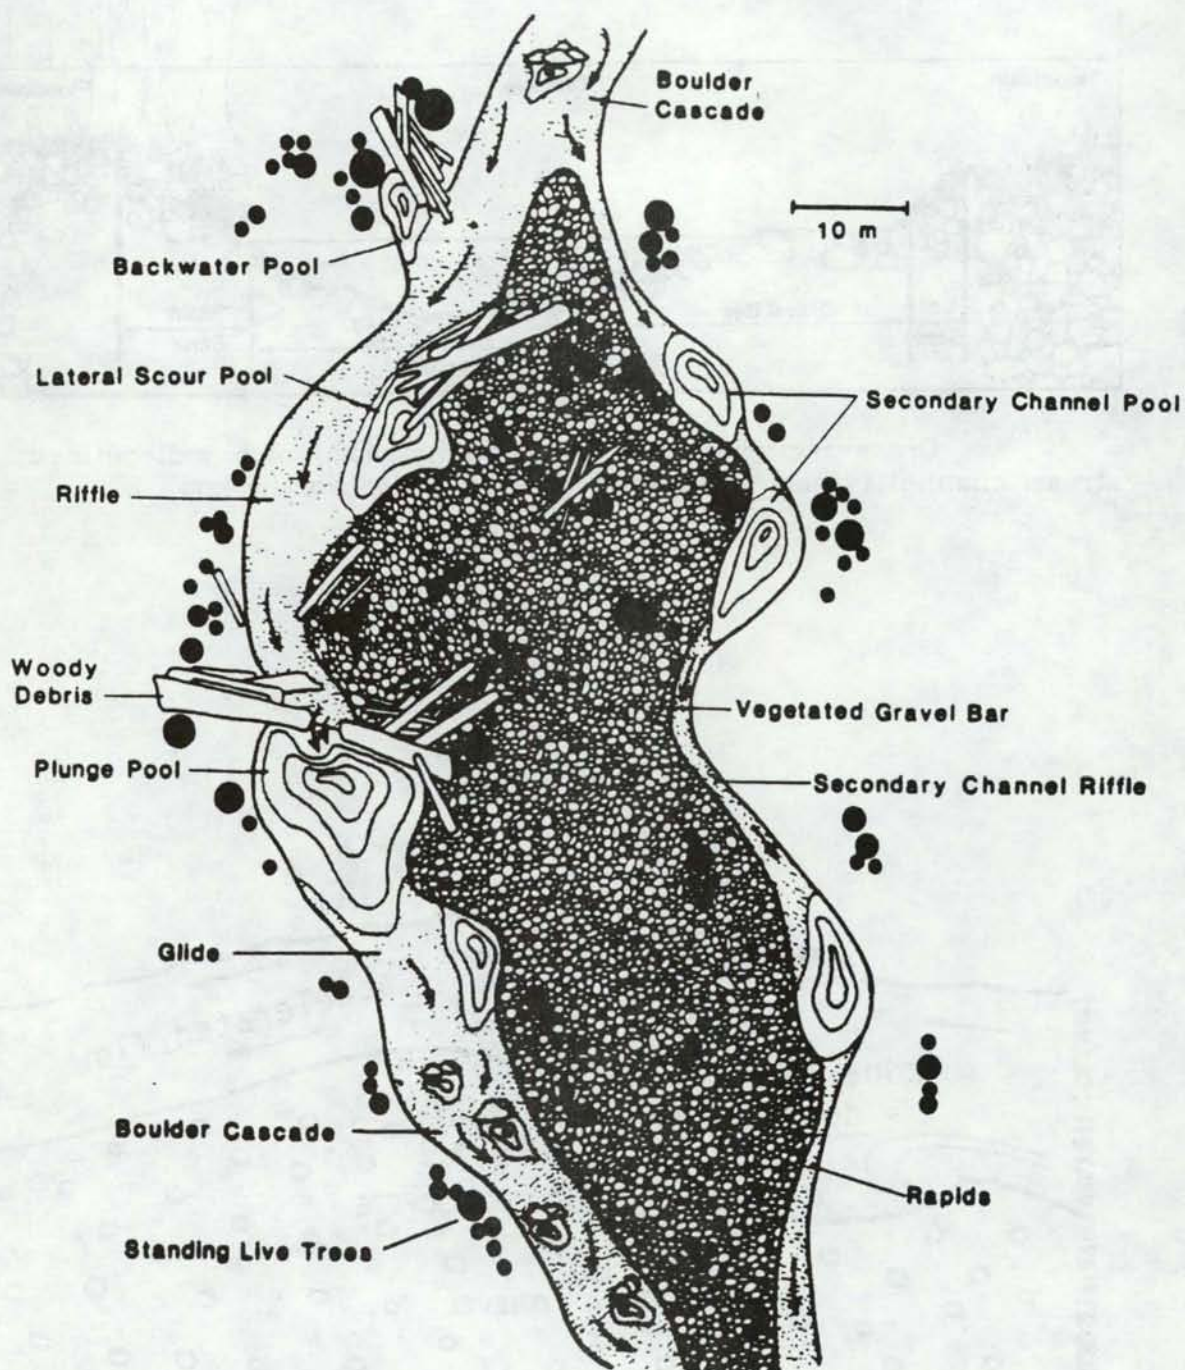 Boulder
Cascade
10 m
Backwater Pool
Lateral Scour Pool
Secondary Channel Pool
Riffle
Woody
Debris
Vegetated Gravel Bar
Plunge Pool
Secondary Channel Riffle
Glide
Boulder Cascade
Rapids
Standing Live Trees